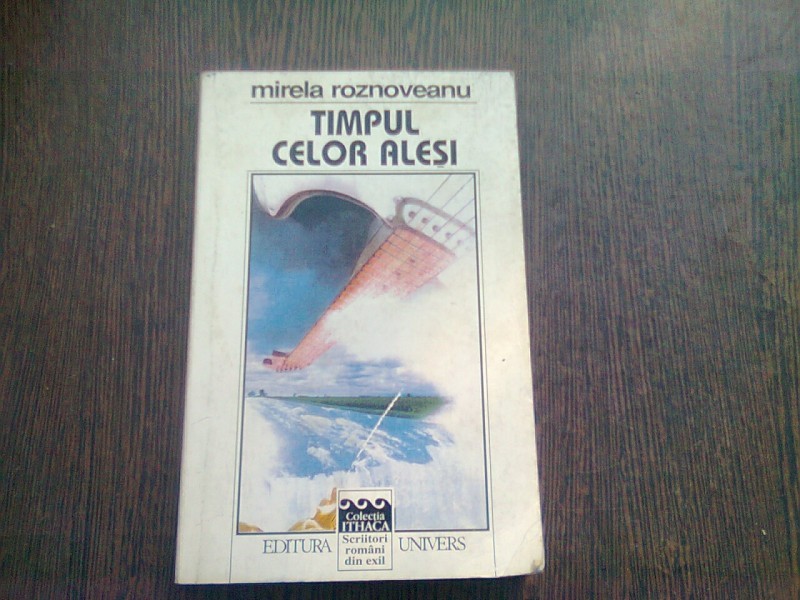 mirela roznoveanu
TIMPUL
CELOR ALEȘI
Colecția
ITHACA
EDITURA UNIVERS
Scriitori
români
din exil